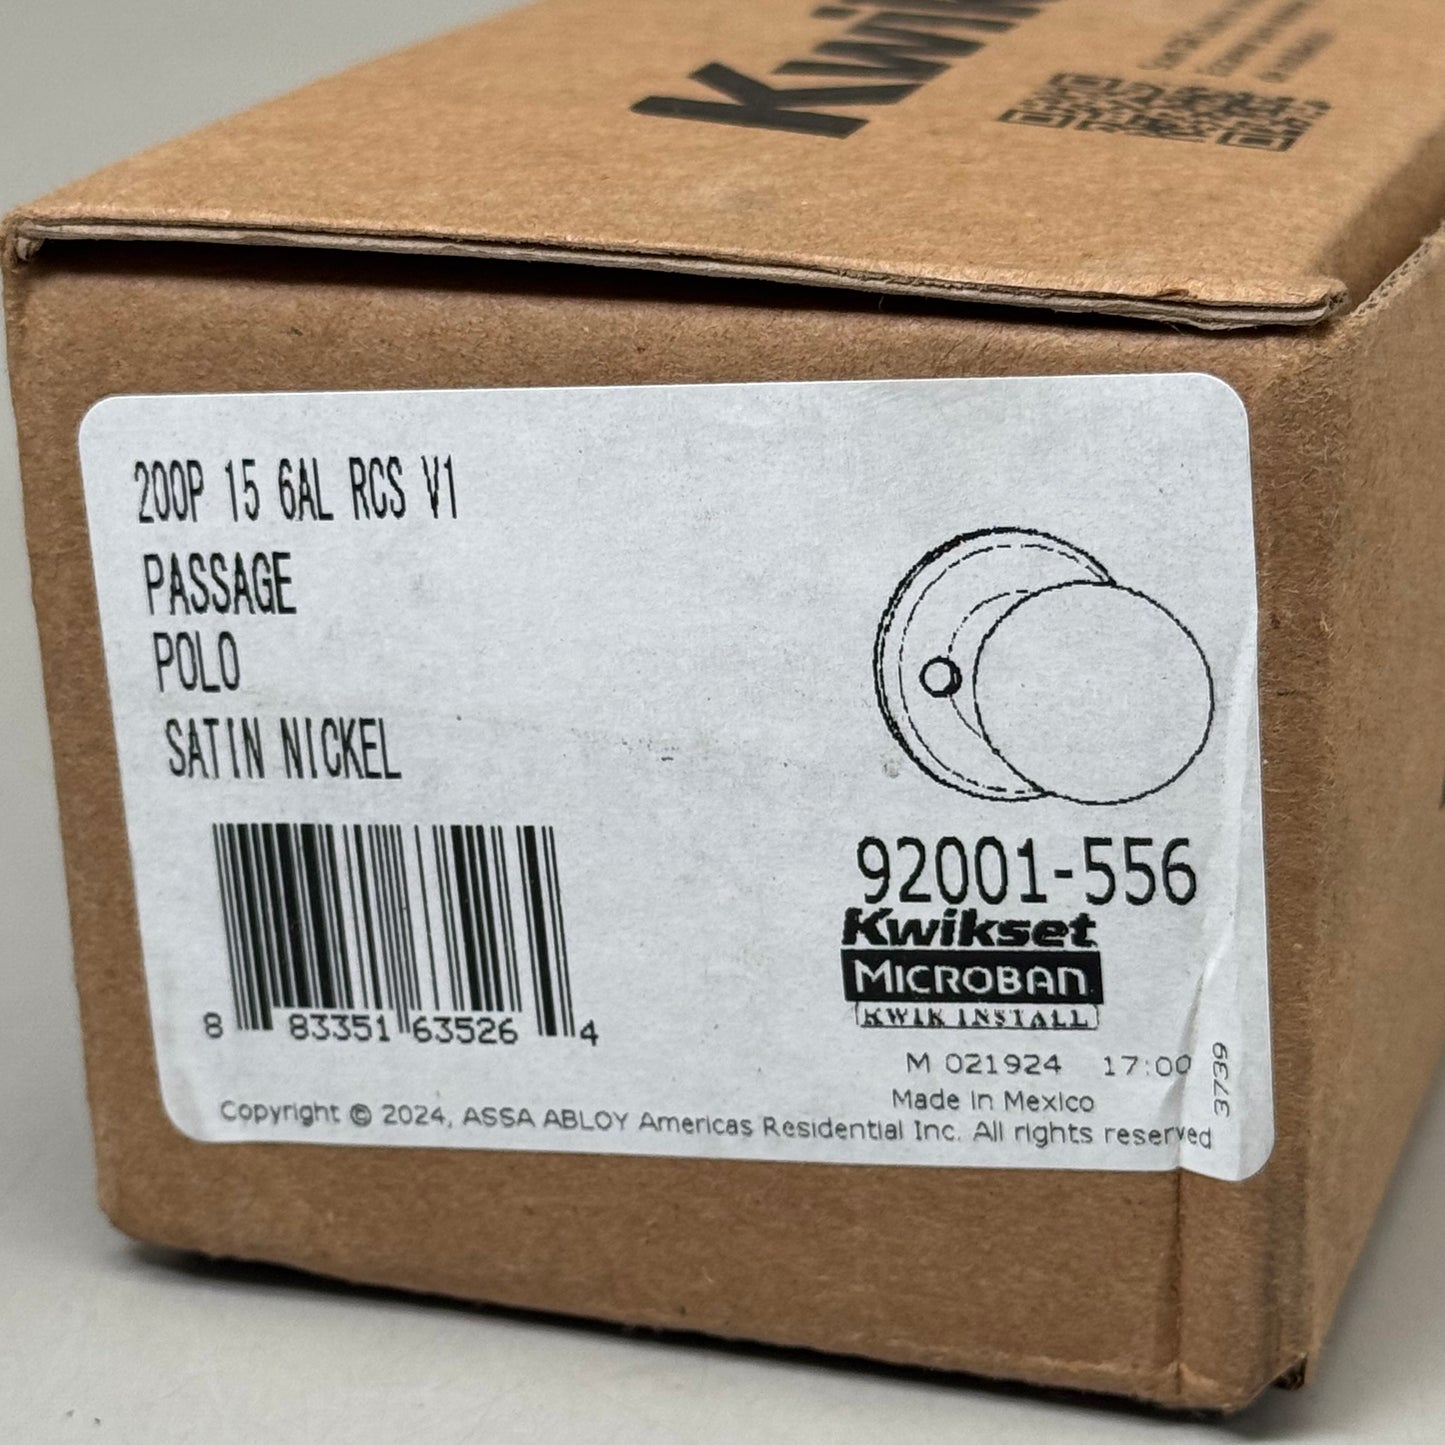 Kwik
200P 15 6AL RCS V1
PASSAGE
POLO
SATIN NICKEL
8 83351 63526 4
92001-556
Kwikset
MICROBAN
KWIK INSTALL
M 021924 17:00
3739
Made in Mexico
Copyright © 2024, ASSA ABLOY Americas Residential Inc. All rights reserved